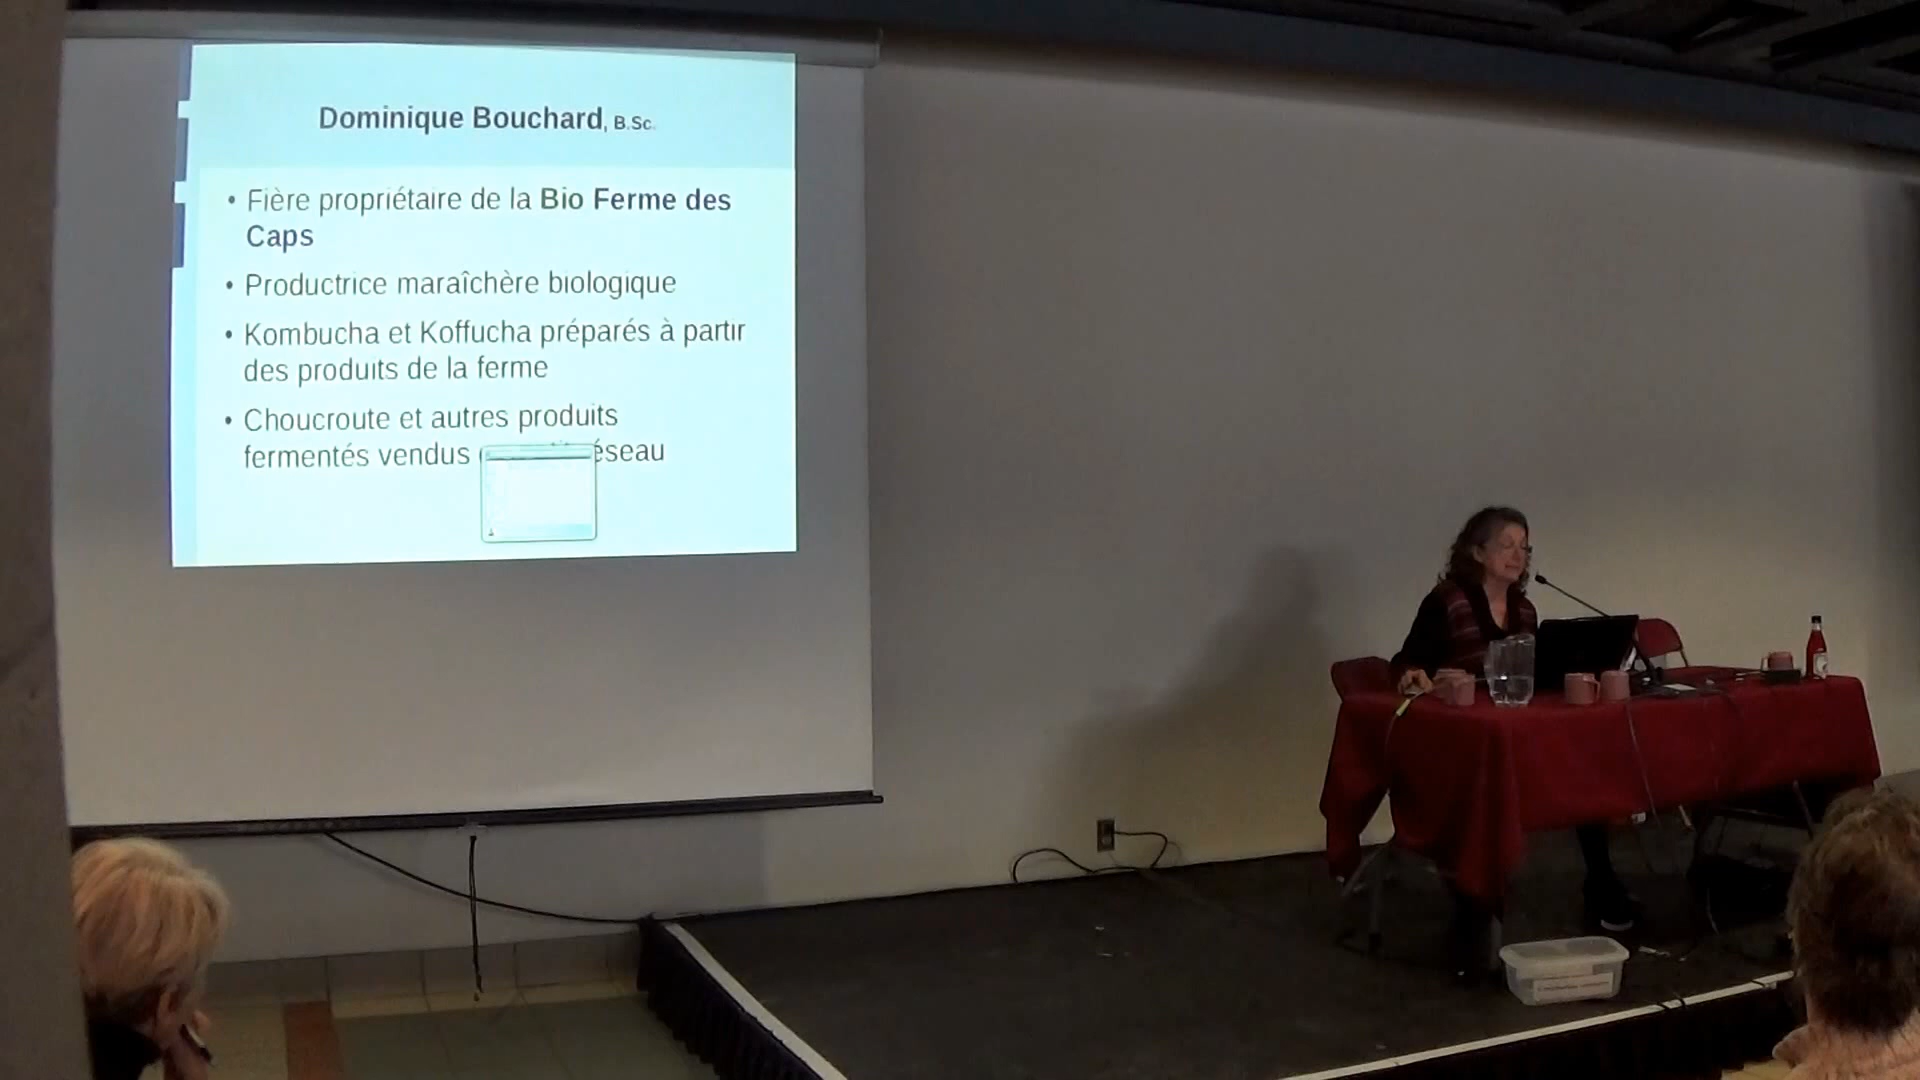 Dominique Bouchard, B.Sc.
• Fière propriétaire de la Bio Ferme des
Caps
• Productrice maraîchère biologique
• Kombucha et Koffucha préparés à partir
des produits de la ferme
• Choucroute et autres produits
fermentés vendus éseau